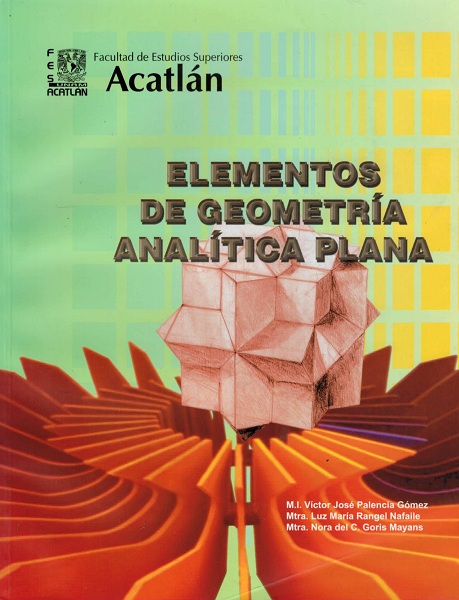 FES
UNAM
ACATLÁN
Facultad de Estudios Superiores
Acatlán
ELEMENTOS
DE GEOMETRÍA
ANALÍTICA PLANA
M.I. Víctor José Palencia Gómez
Mtra. Luz María Rangel Nafaile
Mtra. Nora del C. Goris Mayans